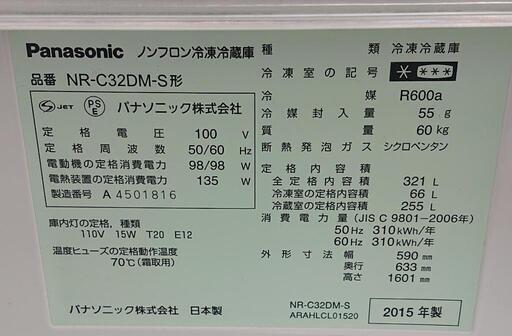 Panasonic ノンフロン冷凍冷蔵庫
品番 NR-C32DM-S形
S JET PSE パナソニック株式会社
定格電圧 100 V
定格周波数 50/60 Hz
電動機の定格消費電力 98/98 W
電熱装置の定格消費電力 135 W
製造番号 A 4501816
庫内灯の定格，種類
110V 15W T20 E12
温度ヒューズの定格動作温度
70℃(霜取用)
パナソニック株式会社 日本製
種類 冷凍冷蔵庫
冷凍室の記号
冷媒 R600a
冷媒封入量 55 g
質量 60 kg
断熱発泡ガス シクロペンタン
定格内容積
全定格内容積 321 L
冷凍室の定格内容積 66 L
冷蔵室の定格内容積 255 L
消費電力量(JIS C 9801-2006年)
50Hz 310 kWh/年
60Hz 310 kWh/年
外形寸法 幅 590 mm
奥行 633 mm
高さ 1601 mm
NR-C32DM-S
ARAHLCL01520
2015年製